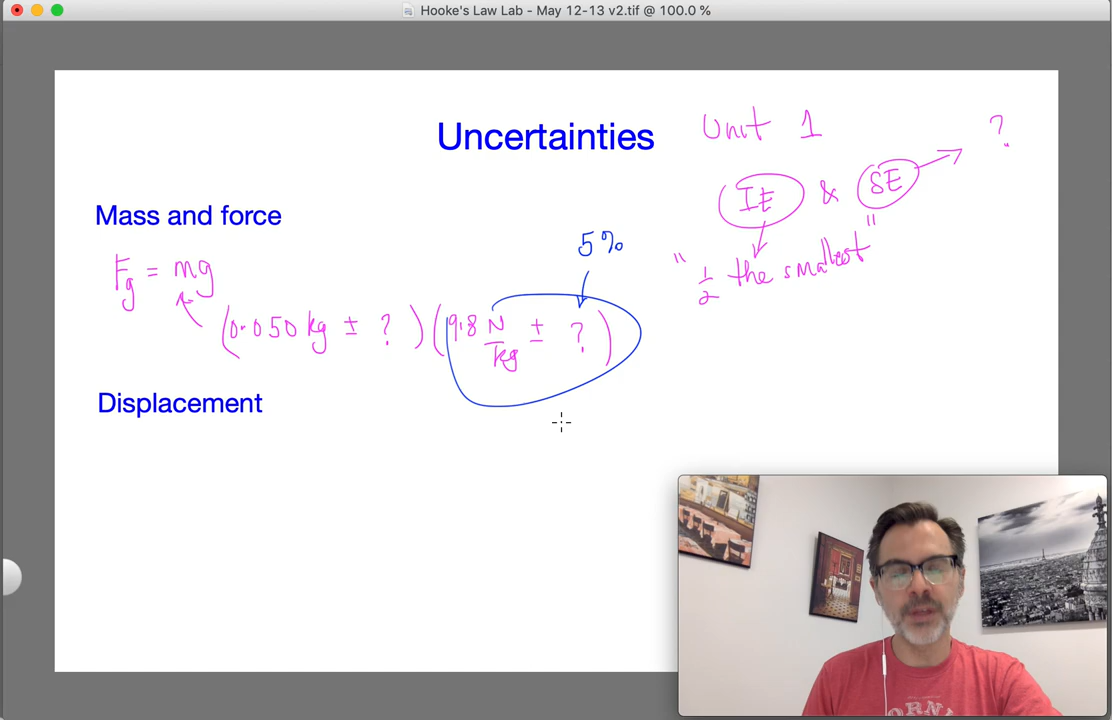 Hooke's Law Lab - May 12-13 v2.tif @ 100.0 %
Uncertainties
Unit 1
?
IE & SE
"1/2 the smallest"
Mass and force
Fg = mg
5%
(0.050 kg ± ?)(9.8 N/kg ± ?)
Displacement